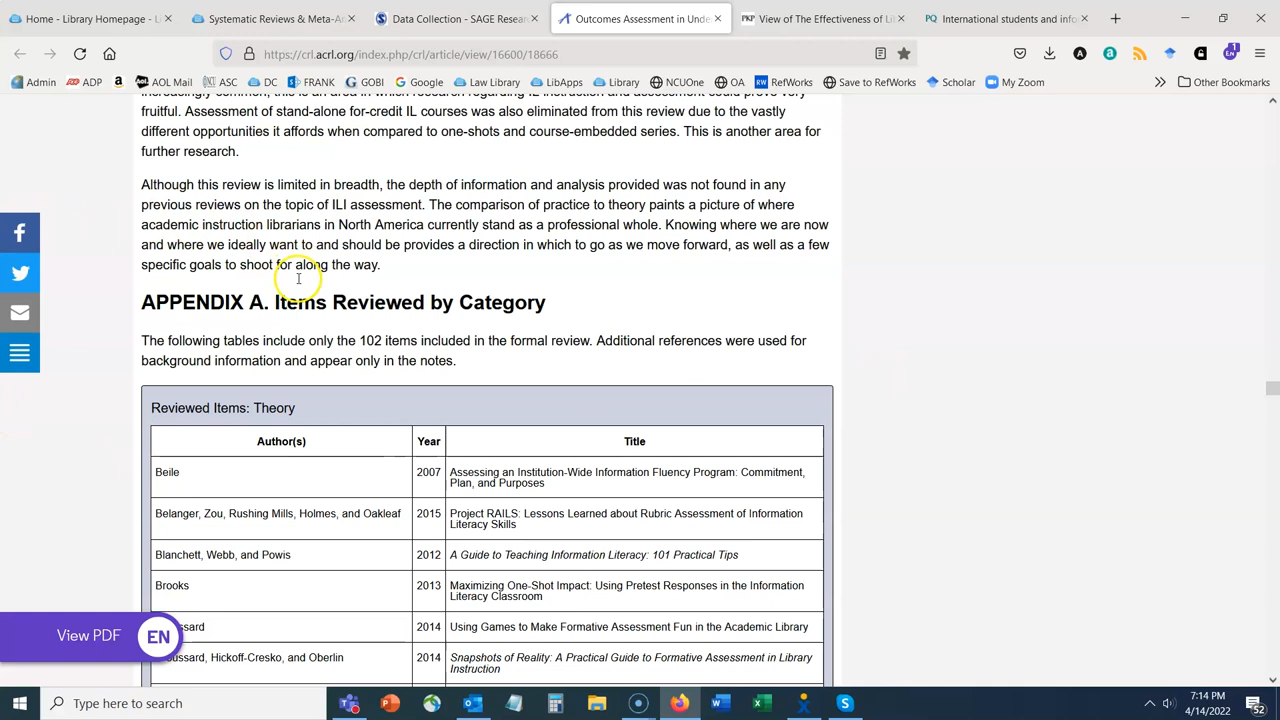 Home - Library Homepage - Li
Systematic Reviews & Meta-An
Data Collection - SAGE Researc
Outcomes Assessment in Unde
PKP View of The Effectiveness of Lib
PQ International students and infor
https://crl.acrl.org/index.php/crl/article/view/16600/18666
Admin ADP AOL Mail ASC DC FRANK GOBI Google Law Library LibApps Library NCUOne OA RW RefWorks Save to RefWorks Scholar My Zoom Other Bookmarks
fruitful. Assessment of stand-alone for-credit IL courses was also eliminated from this review due to the vastly
different opportunities it affords when compared to one-shots and course-embedded series. This is another area for
further research.
Although this review is limited in breadth, the depth of information and analysis provided was not found in any
previous reviews on the topic of ILI assessment. The comparison of practice to theory paints a picture of where
academic instruction librarians in North America currently stand as a professional whole. Knowing where we are now
and where we ideally want to and should be provides a direction in which to go as we move forward, as well as a few
specific goals to shoot for along the way.
APPENDIX A. Items Reviewed by Category
The following tables include only the 102 items included in the formal review. Additional references were used for
background information and appear only in the notes.
Reviewed Items: Theory
Author(s) Year Title
Beile 2007 Assessing an Institution-Wide Information Fluency Program: Commitment,
Plan, and Purposes
Belanger, Zou, Rushing Mills, Holmes, and Oakleaf 2015 Project RAILS: Lessons Learned about Rubric Assessment of Information
Literacy Skills
Blanchett, Webb, and Powis 2012 A Guide to Teaching Information Literacy: 101 Practical Tips
Brooks 2013 Maximizing One-Shot Impact: Using Pretest Responses in the Information
Literacy Classroom
ssard 2014 Using Games to Make Formative Assessment Fun in the Academic Library
oussard, Hickoff-Cresko, and Oberlin 2014 Snapshots of Reality: A Practical Guide to Formative Assessment in Library
Instruction
View PDF EN
Type here to search
7:14 PM
4/14/2022
52